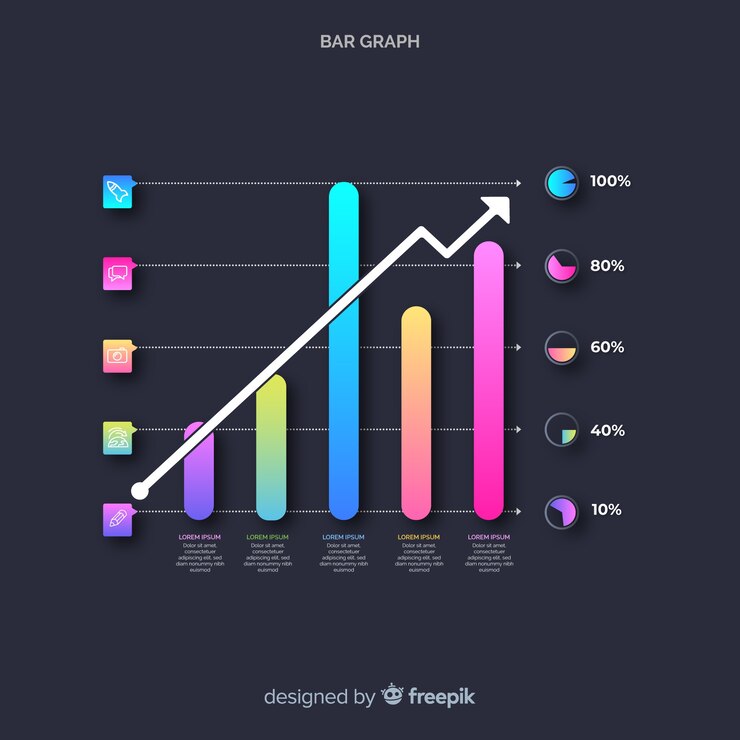 BAR GRAPH
100%
80%
60%
40%
10%
LOREM IPSUM
Dolor sit amet,
consectetuer
adipiscing elit, sed
diam nonummy nibh
euismod
LOREM IPSUM
Dolor sit amet,
consectetuer
adipiscing elit, sed
diam nonummy nibh
euismod
LOREM IPSUM
Dolor sit amet,
consectetuer
adipiscing elit, sed
diam nonummy nibh
euismod
LOREM IPSUM
Dolor sit amet,
consectetuer
adipiscing elit, sed
diam nonummy nibh
euismod
LOREM IPSUM
Dolor sit amet,
consectetuer
adipiscing elit, sed
diam nonummy nibh
euismod
designed by freepik